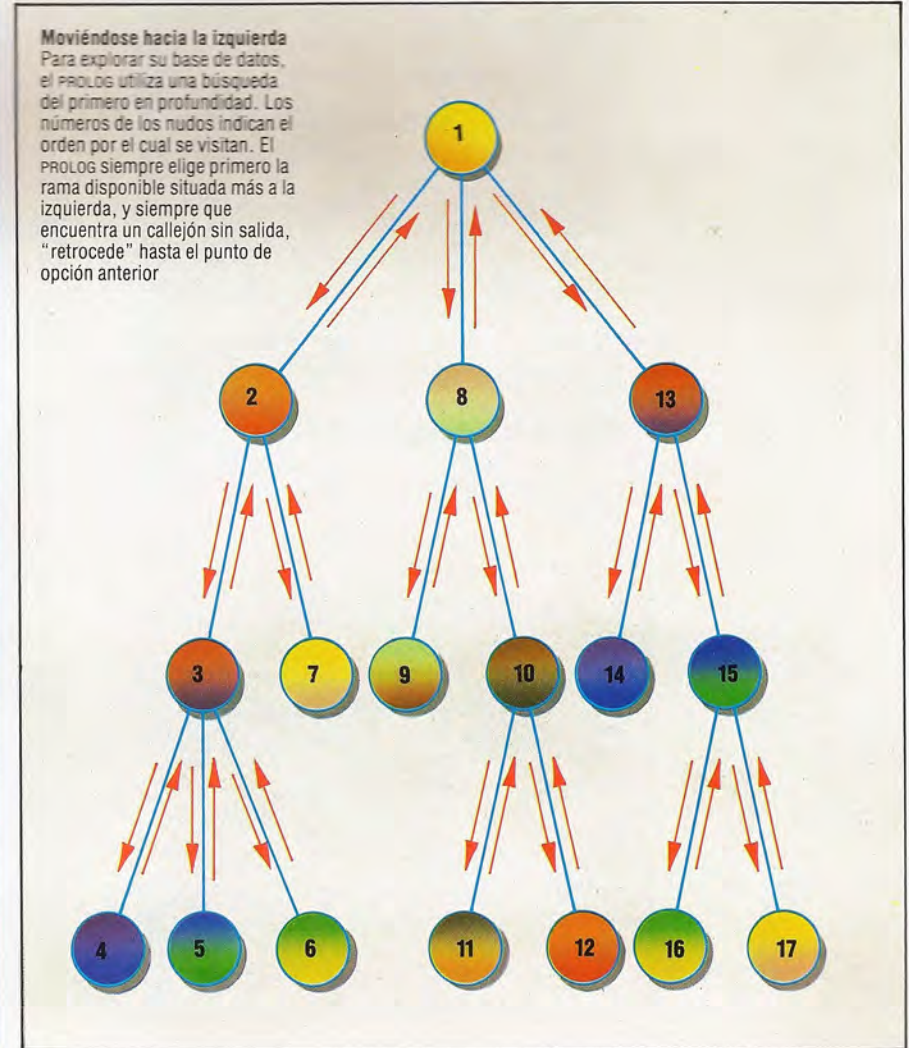 Moviéndose hacia la izquierda
Para explorar su base de datos,
el PROLOG utiliza una búsqueda
del primero en profundidad. Los
números de los nudos indican el
orden por el cual se visitan. El
PROLOG siempre elige primero la
rama disponible situada más a la
izquierda, y siempre que
encuentra un callejón sin salida,
"retrocede" hasta el punto de
opción anterior
1
2 8 13
3 7 9 10 14 15
4 5 6 11 12 16 17